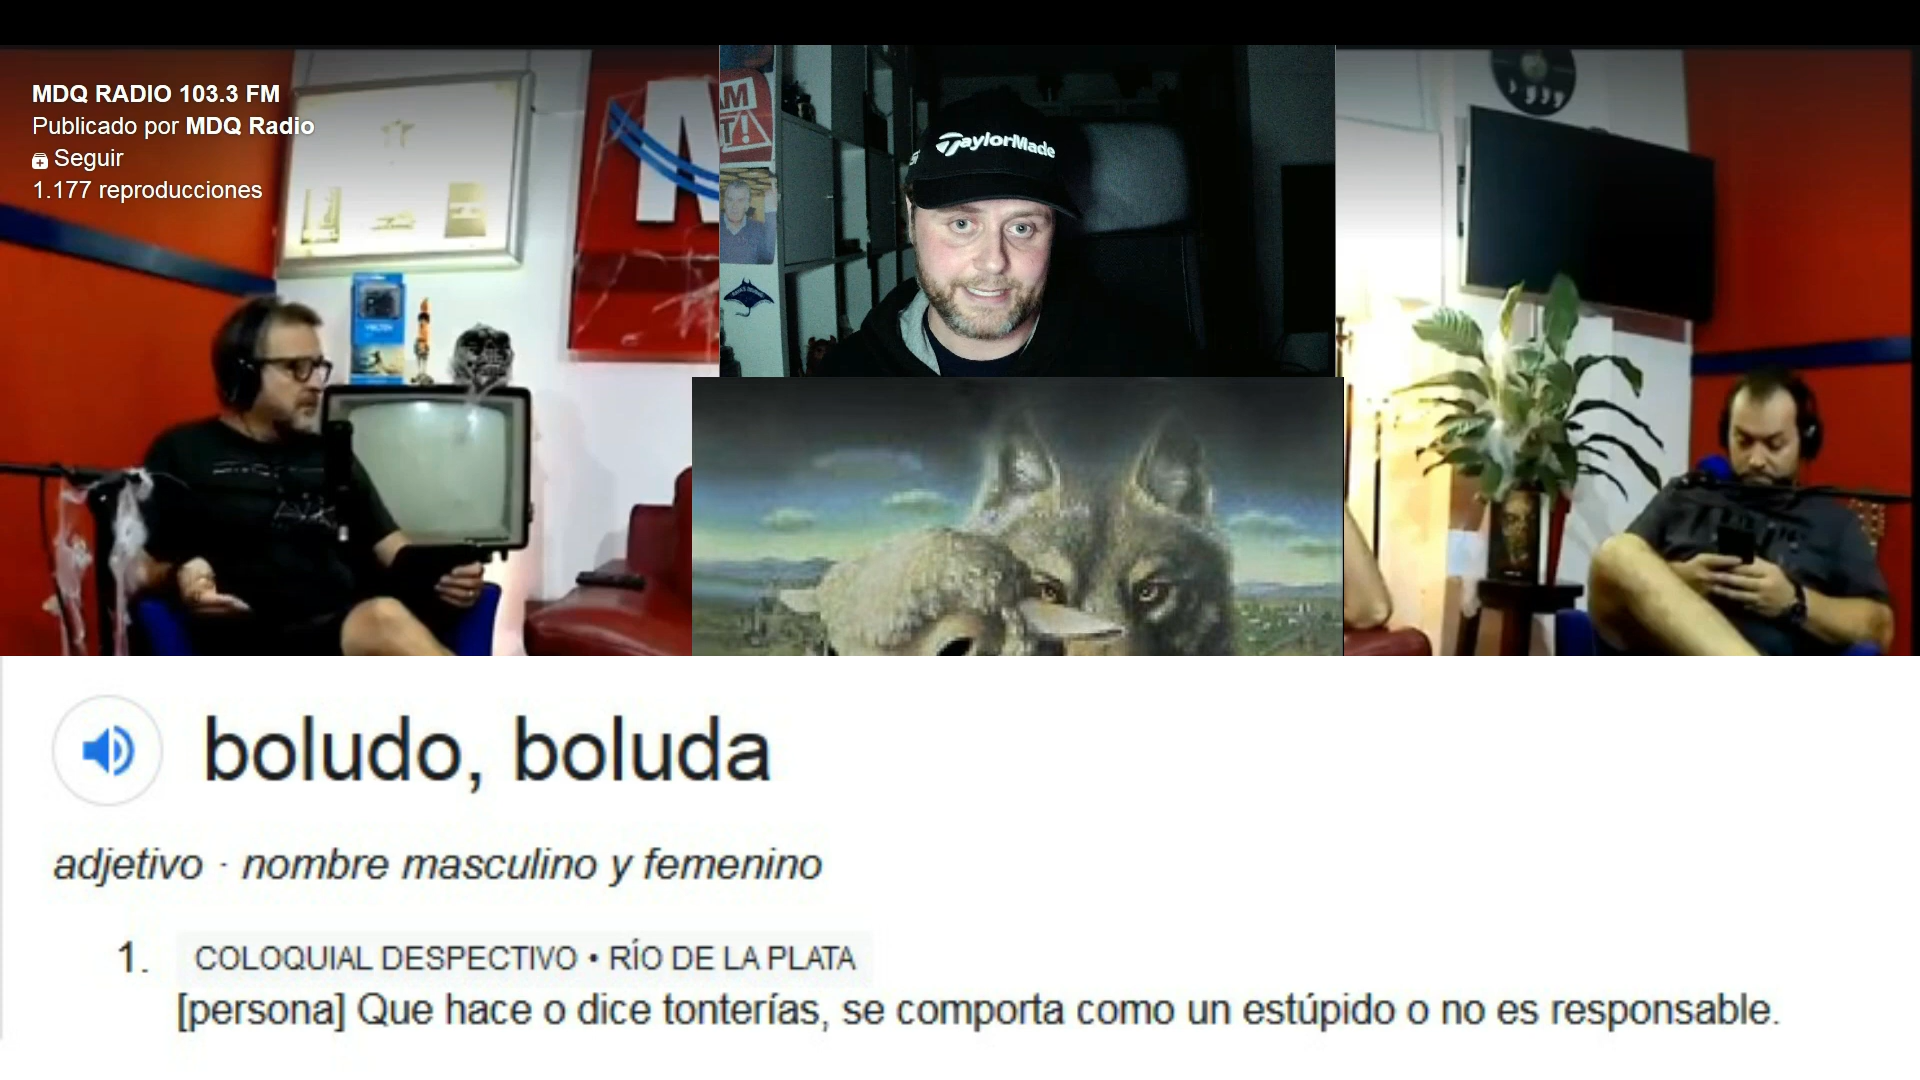 MDQ RADIO 103.3 FM
Publicado por MDQ Radio
Seguir
1.177 reproducciones
TaylorMade
boludo, boluda
adjetivo · nombre masculino y femenino
1. COLOQUIAL DESPECTIVO • RÍO DE LA PLATA
[persona] Que hace o dice tonterías, se comporta como un estúpido o no es responsable.